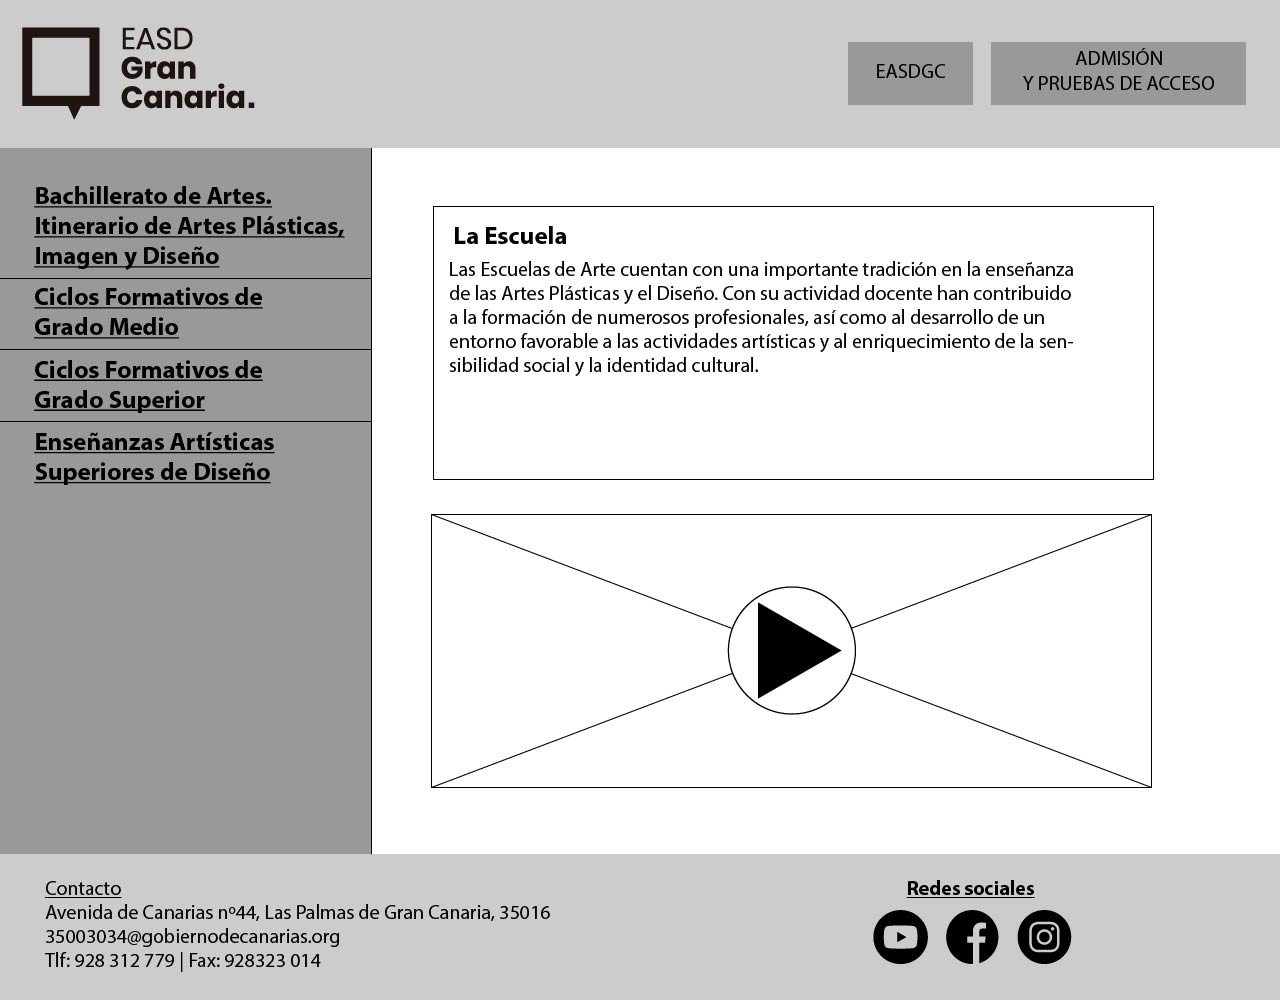 EASD
Gran
Canaria.
EASDGC
ADMISIÓN
Y PRUEBAS DE ACCESO
Bachillerato de Artes.
Itinerario de Artes Plásticas,
Imagen y Diseño
Ciclos Formativos de
Grado Medio
Ciclos Formativos de
Grado Superior
Enseñanzas Artísticas
Superiores de Diseño
La Escuela
Las Escuelas de Arte cuentan con una importante tradición en la enseñanza
de las Artes Plásticas y el Diseño. Con su actividad docente han contribuido
a la formación de numerosos profesionales, así como al desarrollo de un
entorno favorable a las actividades artísticas y al enriquecimiento de la sen-
sibilidad social y la identidad cultural.
Contacto
Avenida de Canarias nº44, Las Palmas de Gran Canaria, 35016
35003034@gobiernodecanarias.org
Tlf: 928 312 779 | Fax: 928323 014
Redes sociales